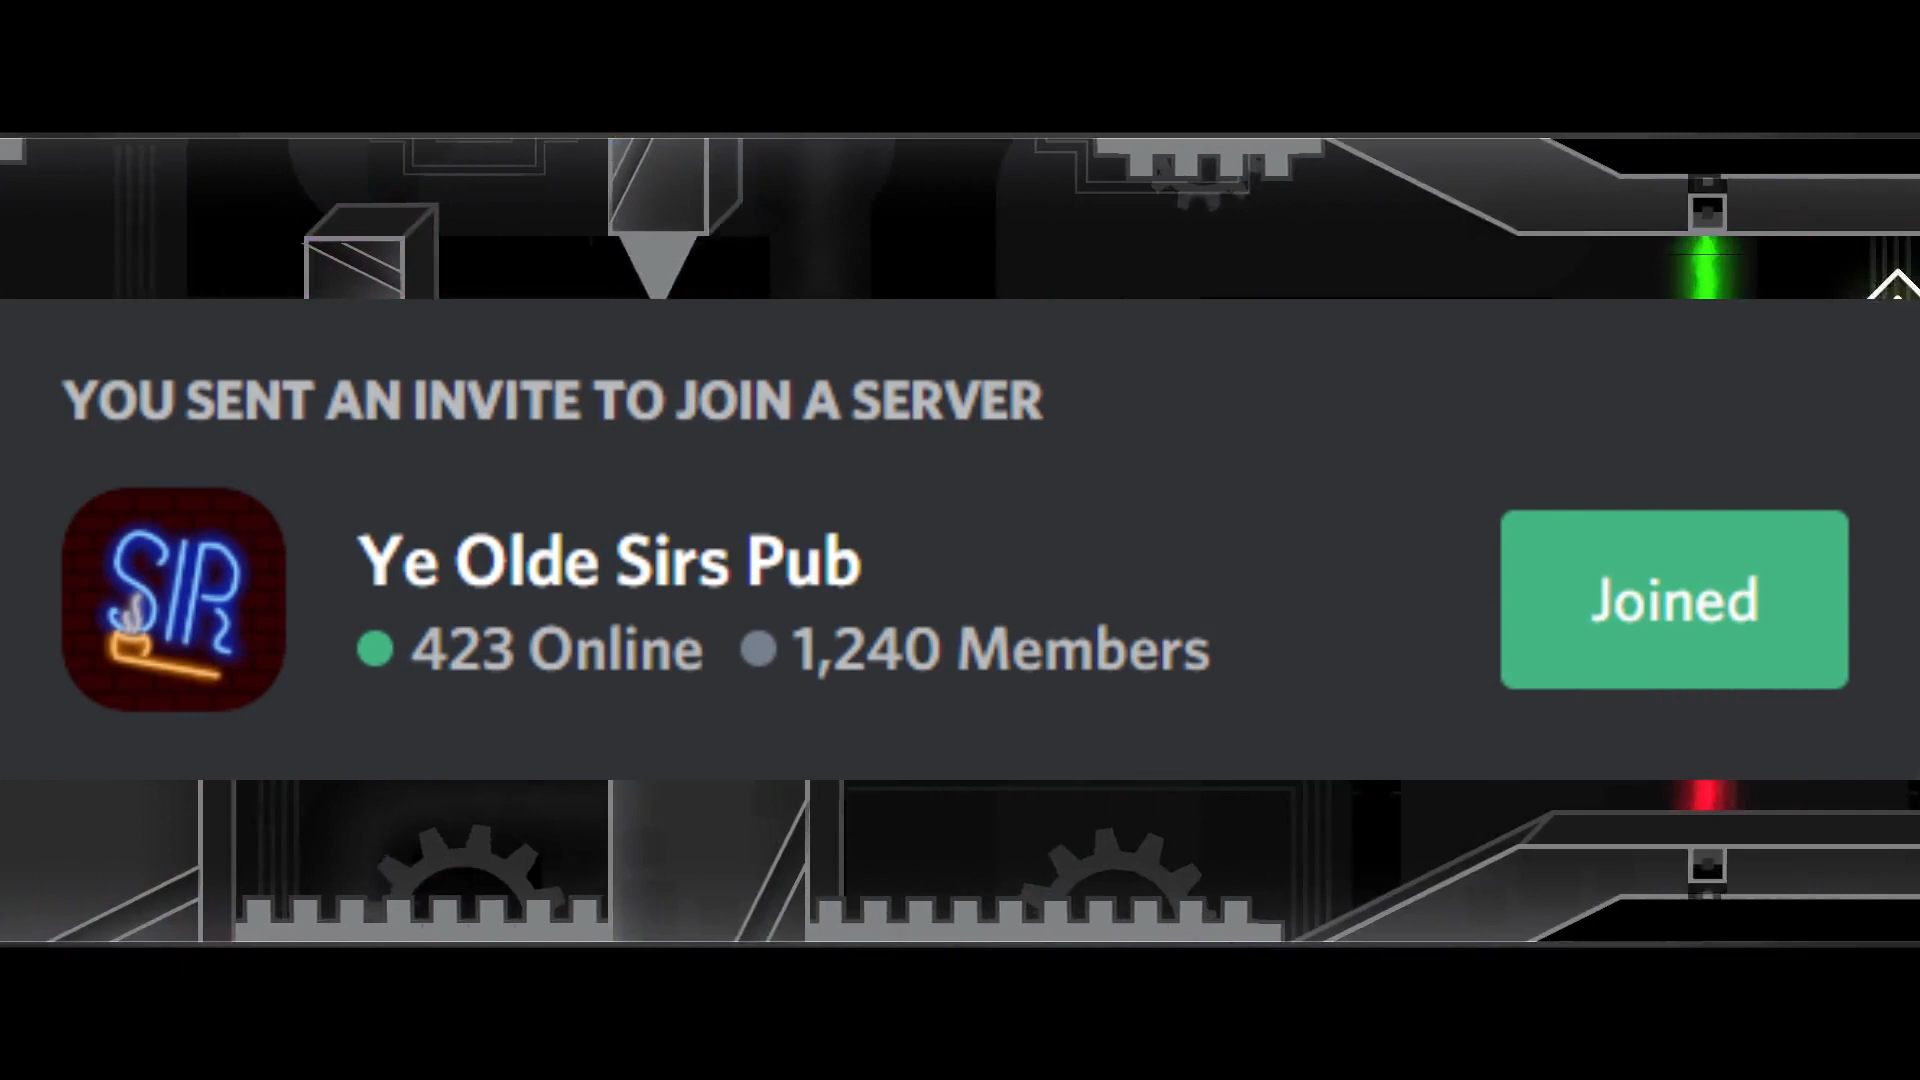 YOU SENT AN INVITE TO JOIN A SERVER
SIR
Ye Olde Sirs Pub
423 Online 1,240 Members
Joined